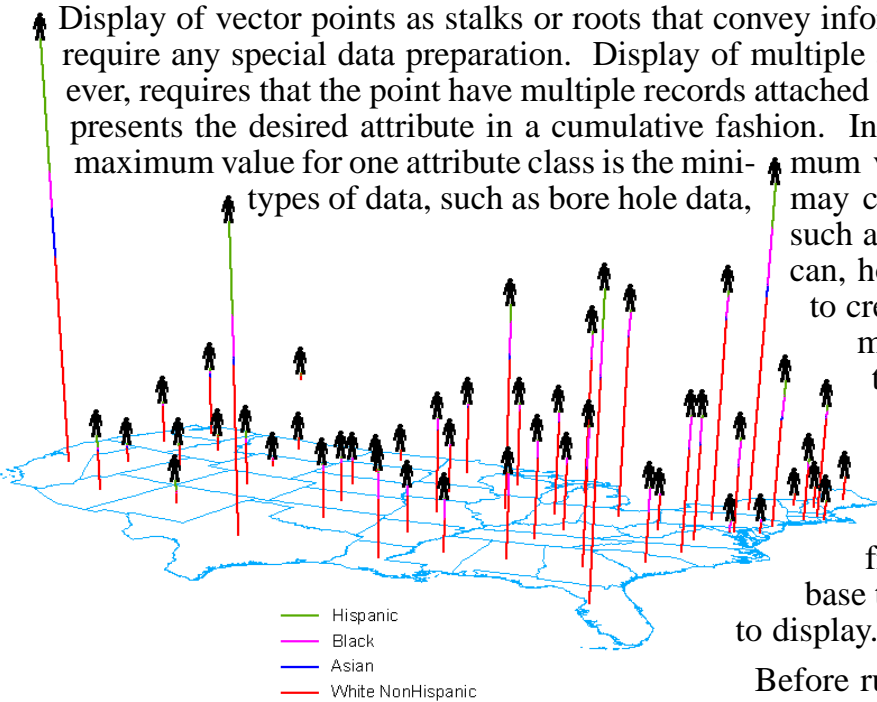 Display of vector points as stalks or roots that convey infor
require any special data preparation. Display of multiple
ever, requires that the point have multiple records attached
presents the desired attribute in a cumulative fashion. In
maximum value for one attribute class is the mini- mum v
types of data, such as bore hole data, may c
such a
can, ho
to cre
m
t
f
base t
to display.
Before ru
Hispanic
Black
Asian
White NonHispanic